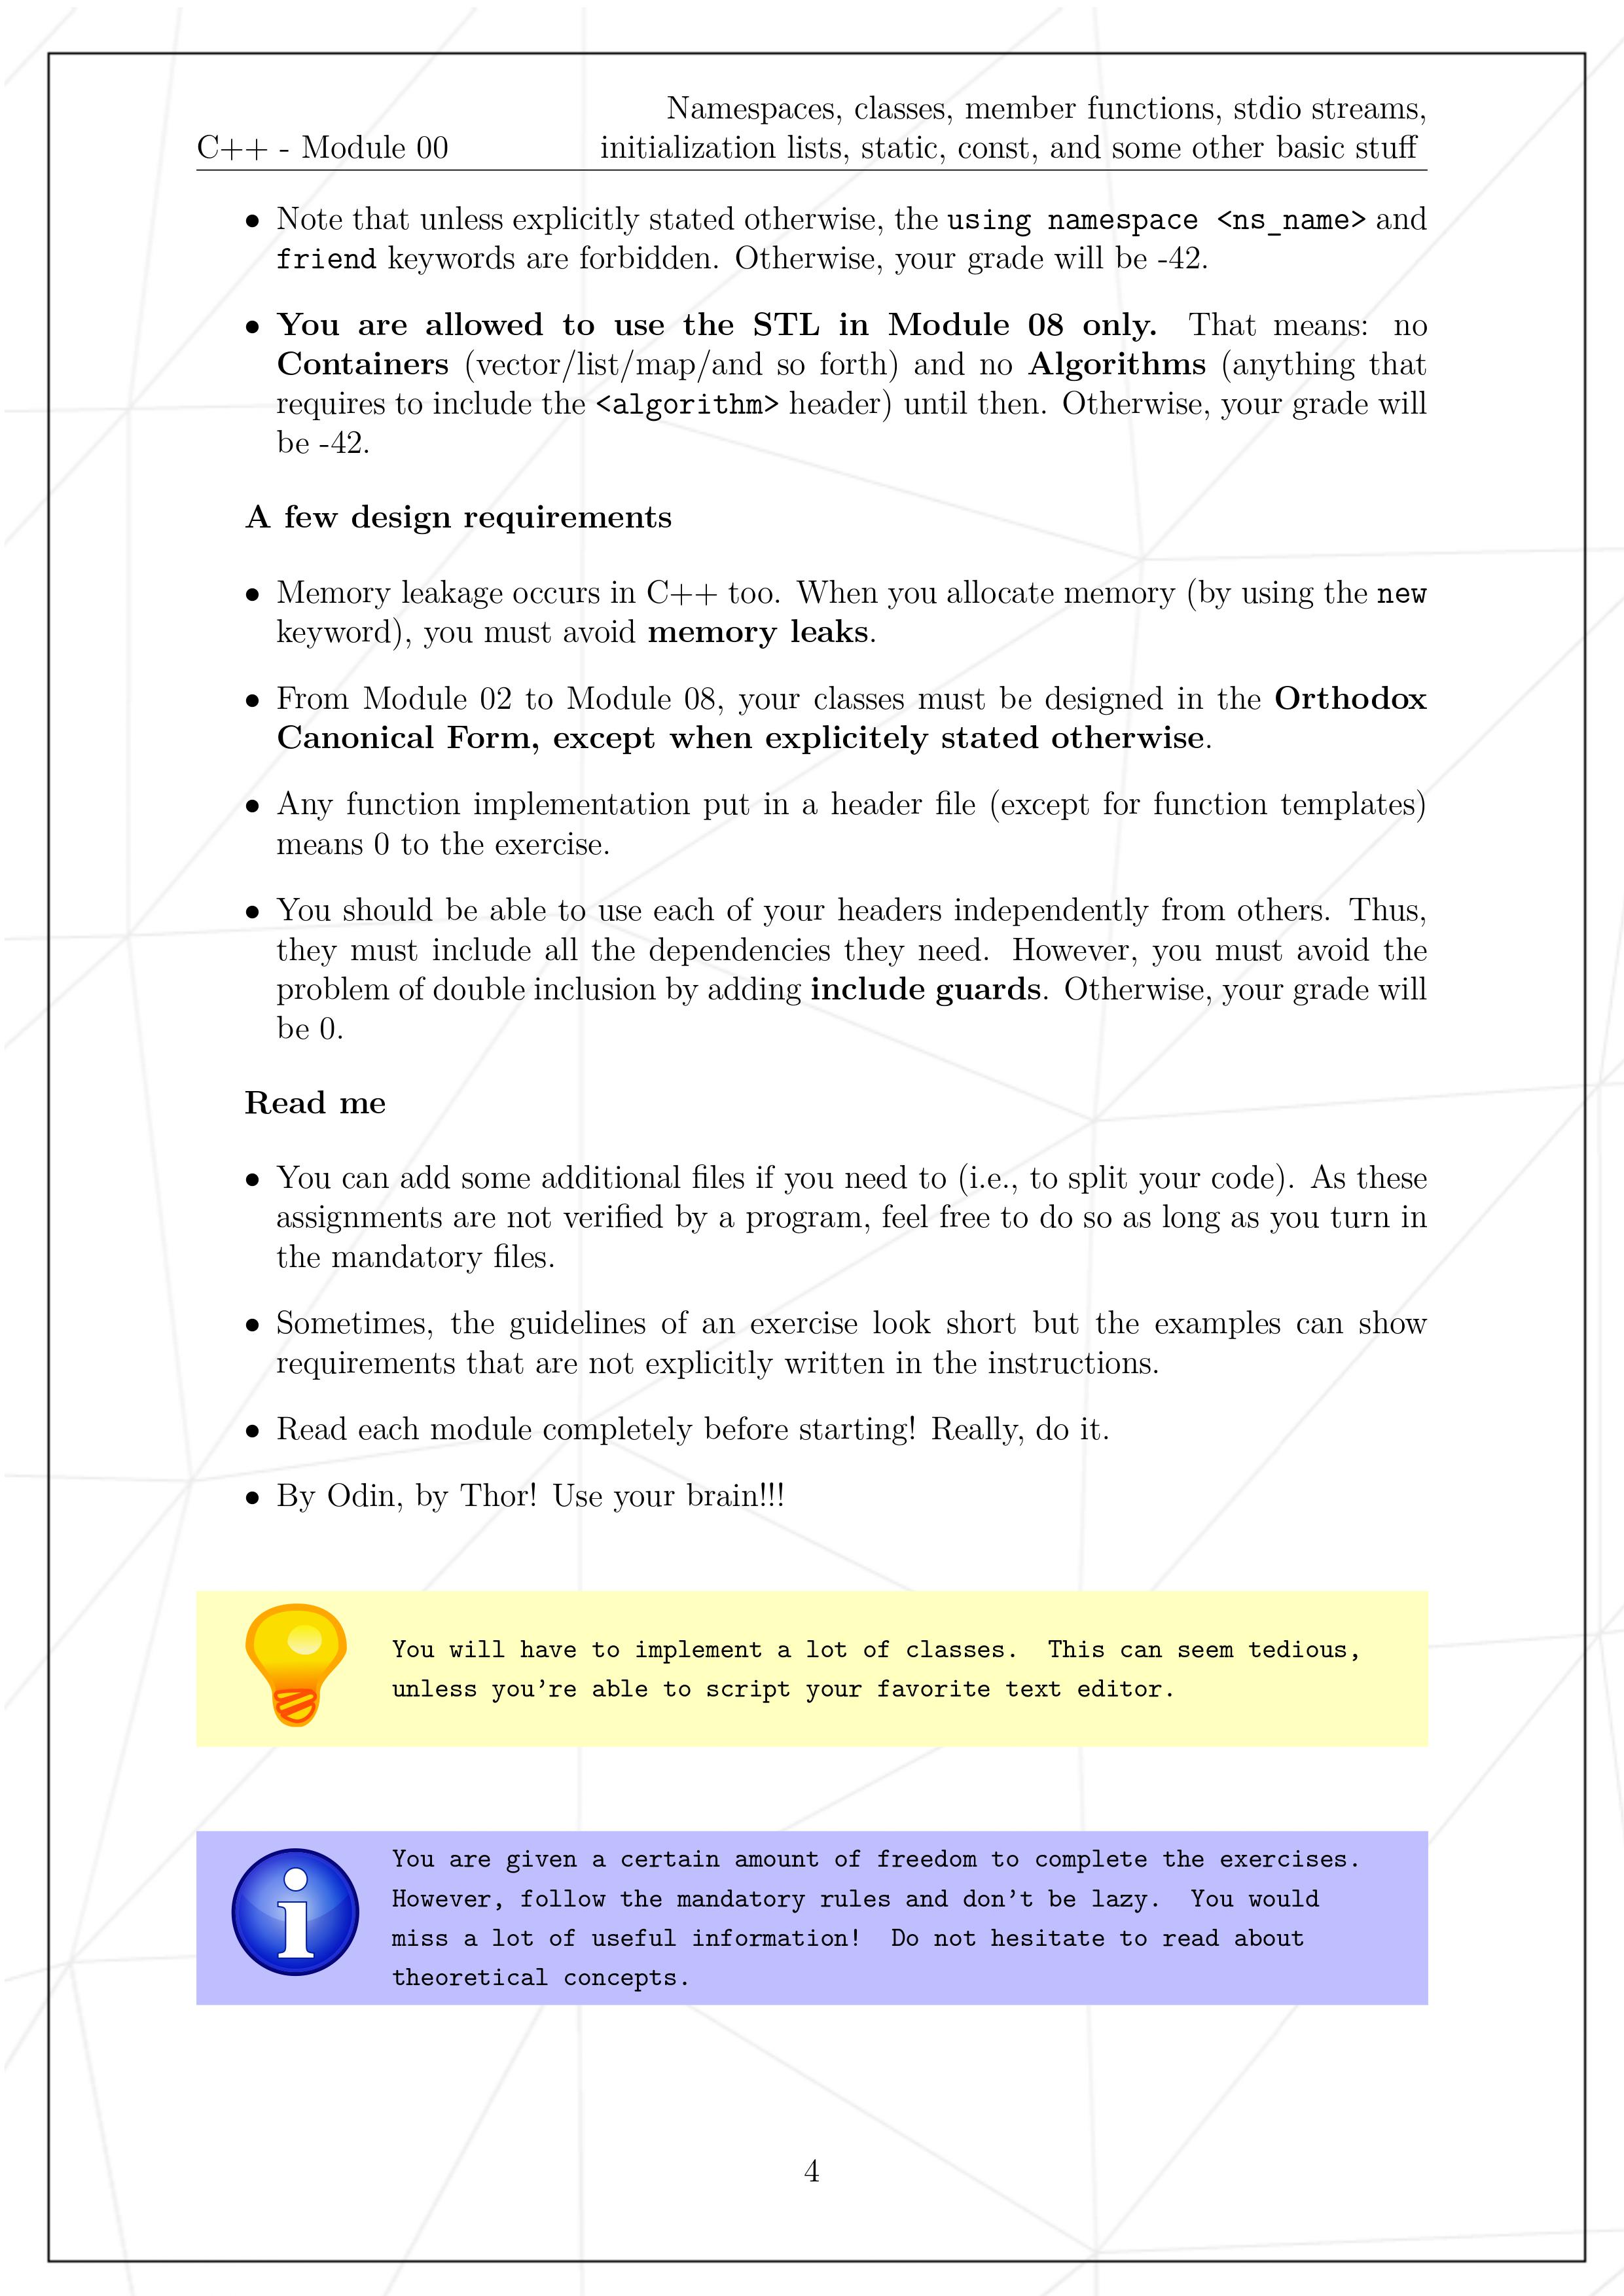 Namespaces, classes, member functions, stdio streams,
C++ - Module 00 initialization lists, static, const, and some other basic stuff
• Note that unless explicitly stated otherwise, the using namespace <ns_name> and
friend keywords are forbidden. Otherwise, your grade will be -42.
• You are allowed to use the STL in Module 08 only. That means: no
Containers (vector/list/map/and so forth) and no Algorithms (anything that
requires to include the <algorithm> header) until then. Otherwise, your grade will
be -42.
A few design requirements
• Memory leakage occurs in C++ too. When you allocate memory (by using the new
keyword), you must avoid memory leaks.
• From Module 02 to Module 08, your classes must be designed in the Orthodox
Canonical Form, except when explicitely stated otherwise.
• Any function implementation put in a header file (except for function templates)
means 0 to the exercise.
• You should be able to use each of your headers independently from others. Thus,
they must include all the dependencies they need. However, you must avoid the
problem of double inclusion by adding include guards. Otherwise, your grade will
be 0.
Read me
• You can add some additional files if you need to (i.e., to split your code). As these
assignments are not verified by a program, feel free to do so as long as you turn in
the mandatory files.
• Sometimes, the guidelines of an exercise look short but the examples can show
requirements that are not explicitly written in the instructions.
• Read each module completely before starting! Really, do it.
• By Odin, by Thor! Use your brain!!!
You will have to implement a lot of classes. This can seem tedious,
unless you're able to script your favorite text editor.
You are given a certain amount of freedom to complete the exercises.
However, follow the mandatory rules and don't be lazy. You would
miss a lot of useful information! Do not hesitate to read about
theoretical concepts.
4